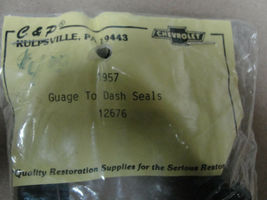 C & P
KULPSVILLE, PA 19443
CHEVROLET
1957
Guage To Dash Seals
12676
Quality Restoration Supplies for the Serious Restor